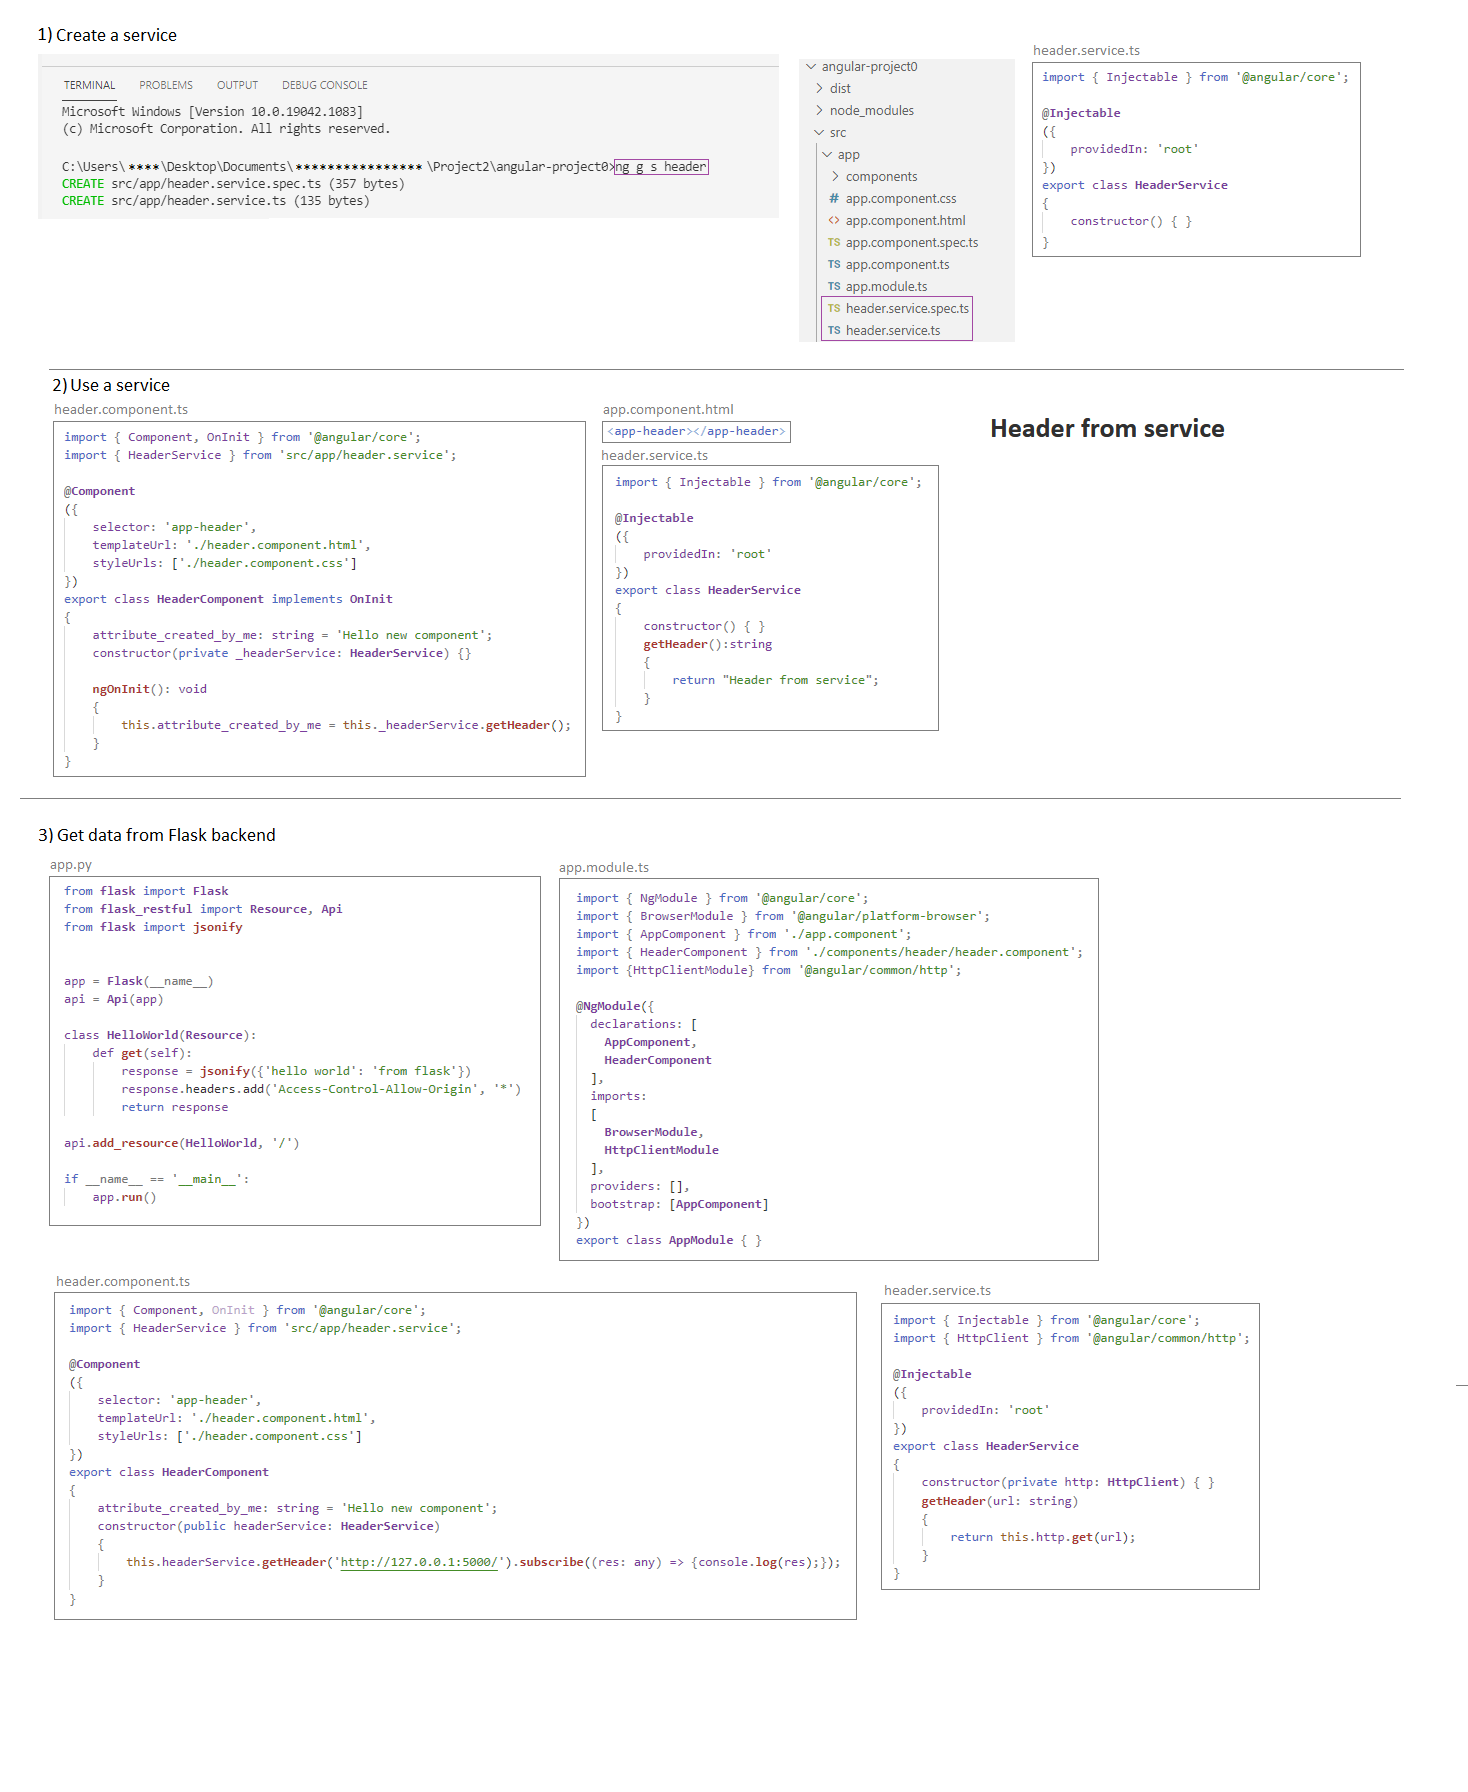 1) Create a service
TERMINAL PROBLEMS OUTPUT DEBUG CONSOLE
Microsoft Windows [Version 10.0.19042.1083]
(c) Microsoft Corporation. All rights reserved.
C:\Users\****\Desktop\Documents\****************\Project2\angular-project0>ng g s header
CREATE src/app/header.service.spec.ts (357 bytes)
CREATE src/app/header.service.ts (135 bytes)
angular-project0
dist
node_modules
src
app
components
# app.component.css
<> app.component.html
TS app.component.spec.ts
TS app.component.ts
TS app.module.ts
TS header.service.spec.ts
TS header.service.ts
header.service.ts
import { Injectable } from '@angular/core';
@Injectable
({
providedIn: 'root'
})
export class HeaderService
{
constructor() { }
}
2) Use a service
header.component.ts
import { Component, OnInit } from '@angular/core';
import { HeaderService } from 'src/app/header.service';
@Component
({
selector: 'app-header',
templateUrl: './header.component.html',
styleUrls: ['./header.component.css']
})
export class HeaderComponent implements OnInit
{
attribute_created_by_me: string = 'Hello new component';
constructor(private _headerService: HeaderService) {}
ngOnInit(): void
{
this.attribute_created_by_me = this._headerService.getHeader();
}
}
app.component.html
<app-header></app-header>
header.service.ts
import { Injectable } from '@angular/core';
@Injectable
({
providedIn: 'root'
})
export class HeaderService
{
constructor() { }
getHeader():string
{
return "Header from service";
}
}
Header from service
3) Get data from Flask backend
app.py
from flask import Flask
from flask_restful import Resource, Api
from flask import jsonify
app = Flask(__name__)
api = Api(app)
class HelloWorld(Resource):
def get(self):
response = jsonify({'hello world': 'from flask'})
response.headers.add('Access-Control-Allow-Origin', '*')
return response
api.add_resource(HelloWorld, '/')
if __name__ == '__main__':
app.run()
app.module.ts
import { NgModule } from '@angular/core';
import { BrowserModule } from '@angular/platform-browser';
import { AppComponent } from './app.component';
import { HeaderComponent } from './components/header/header.component';
import {HttpClientModule} from '@angular/common/http';
@NgModule({
declarations: [
AppComponent,
HeaderComponent
],
imports:
[
BrowserModule,
HttpClientModule
],
providers: [],
bootstrap: [AppComponent]
})
export class AppModule { }
header.component.ts
import { Component, OnInit } from '@angular/core';
import { HeaderService } from 'src/app/header.service';
@Component
({
selector: 'app-header',
templateUrl: './header.component.html',
styleUrls: ['./header.component.css']
})
export class HeaderComponent
{
attribute_created_by_me: string = 'Hello new component';
constructor(public headerService: HeaderService)
{
this.headerService.getHeader('http://127.0.0.1:5000/').subscribe((res: any) => {console.log(res);});
}
}
header.service.ts
import { Injectable } from '@angular/core';
import { HttpClient } from '@angular/common/http';
@Injectable
({
providedIn: 'root'
})
export class HeaderService
{
constructor(private http: HttpClient) { }
getHeader(url: string)
{
return this.http.get(url);
}
}